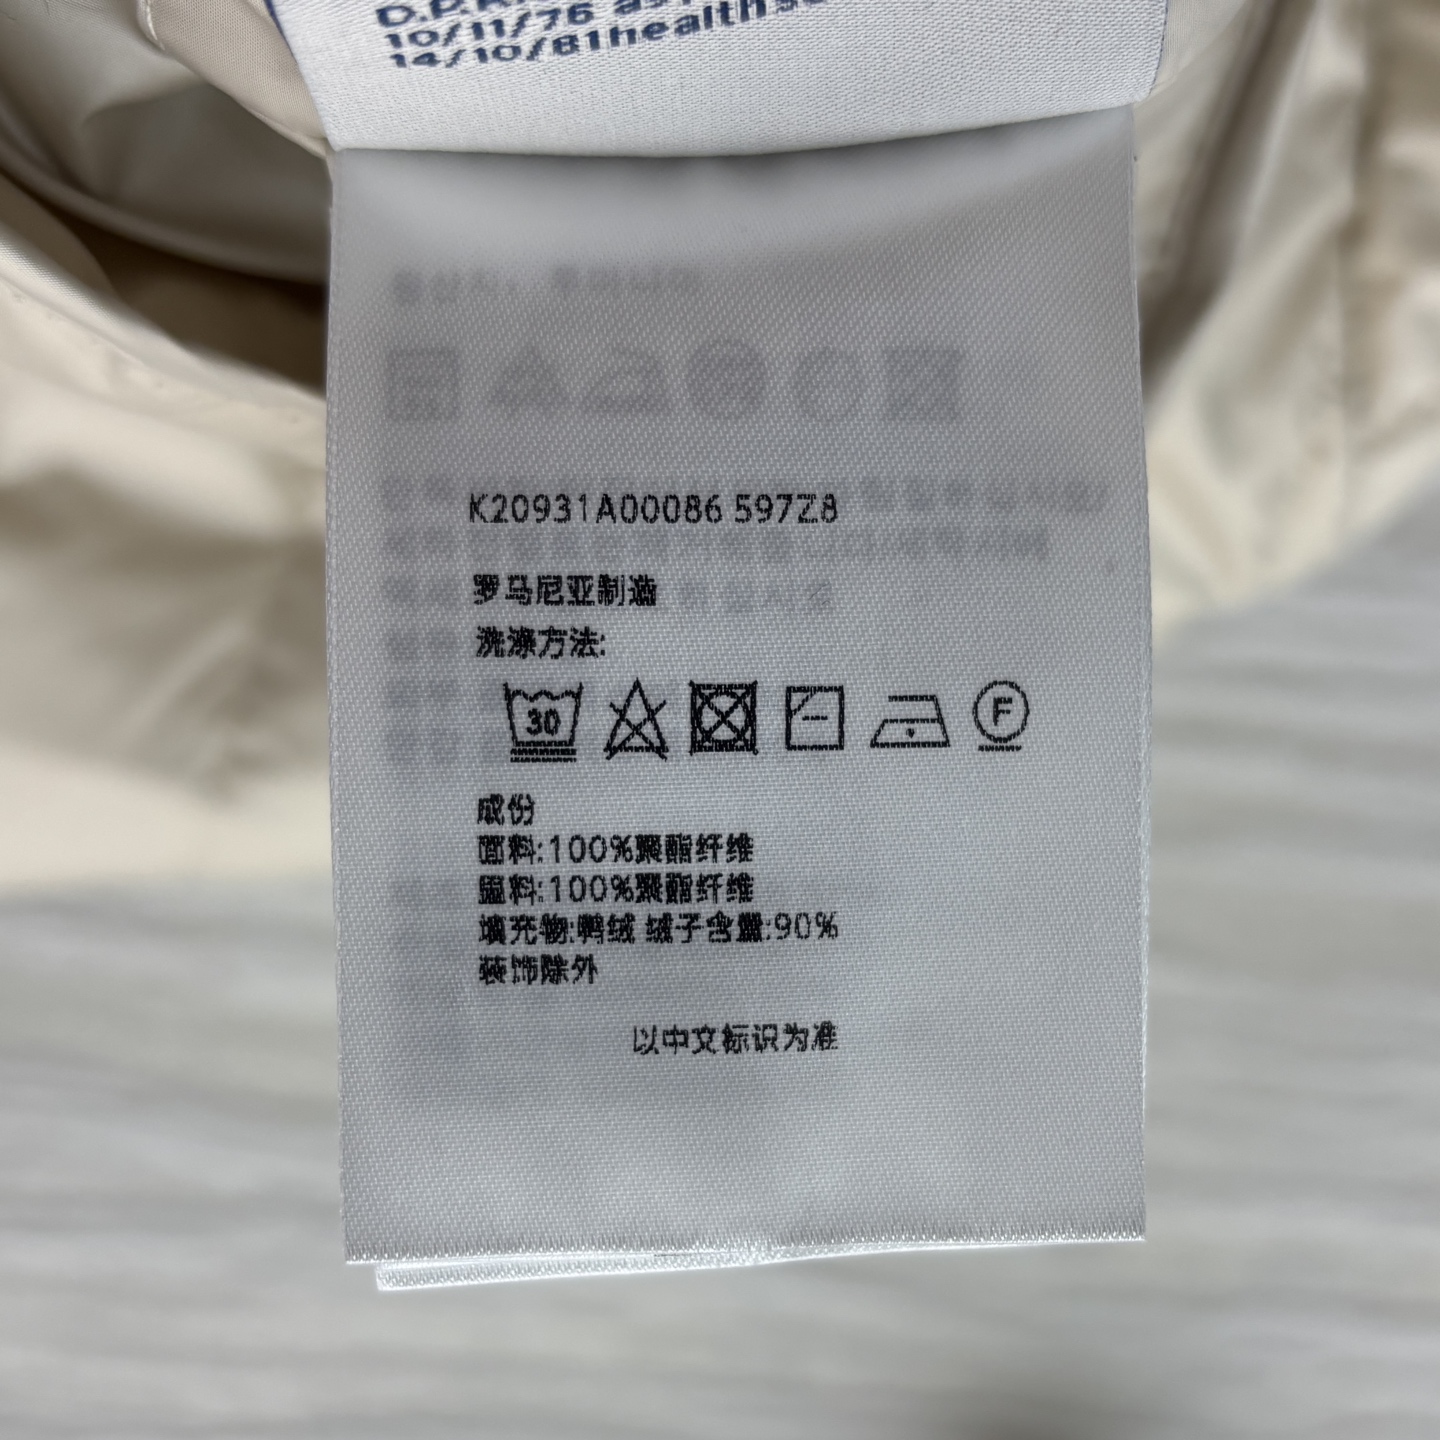 10/11/76
14/10/81 health
K20931A00086 597Z8
罗马尼亚制造
洗涤方法:
30
F
成份
面料:100%聚酯纤维
里料:100%聚酯纤维
填充物:鸭绒 绒子含量:90%
装饰除外
以中文标识为准